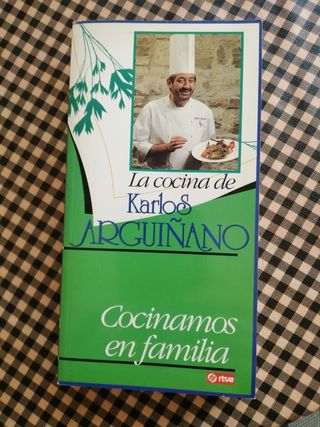 La cocina de
KarloS
ARGUIÑANO
Cocinamos
en familia
rtve